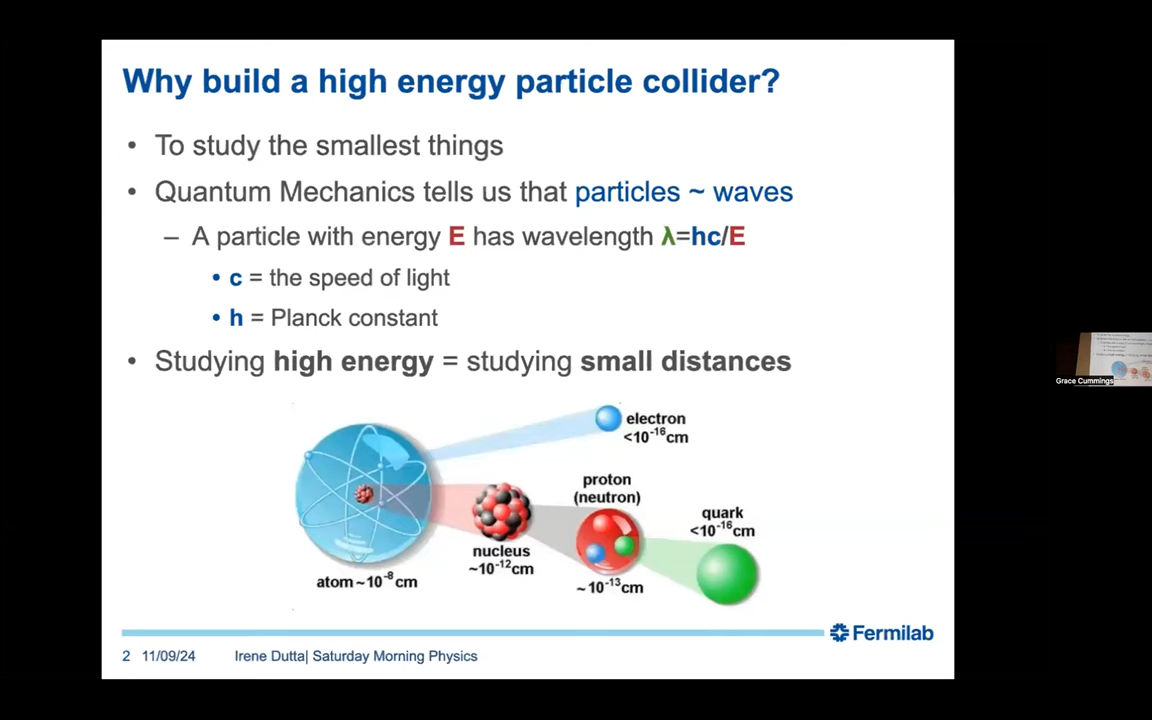 Why build a high energy particle collider?
• To study the smallest things
• Quantum Mechanics tells us that particles ~ waves
– A particle with energy E has wavelength λ=hc/E
• c = the speed of light
• h = Planck constant
• Studying high energy = studying small distances
electron
<10⁻¹⁶cm
proton
(neutron)
quark
<10⁻¹⁶cm
nucleus
~10⁻¹²cm
atom~10⁻⁸cm
~10⁻¹³cm
Fermilab
2 11/09/24 Irene Dutta| Saturday Morning Physics
Grace Cummings